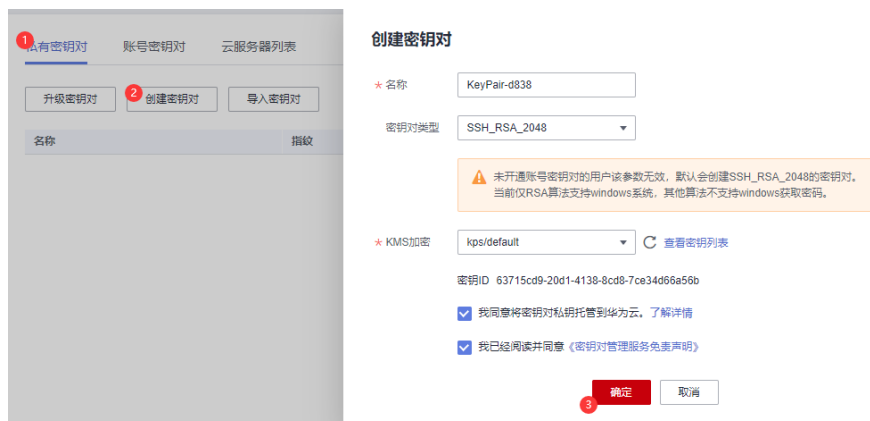 1
私有密钥对 账号密钥对 云服务器列表
升级密钥对 2 创建密钥对 导入密钥对
名称 指纹
创建密钥对
* 名称 KeyPair-d838
密钥对类型 SSH_RSA_2048
未开通账号密钥对的用户该参数无效，默认会创建SSH_RSA_2048的密钥对。
当前仅RSA算法支持windows系统，其他算法不支持windows获取密码。
* KMS加密 kps/default 查看密钥列表
密钥ID 63715cd9-20d1-4138-8cd8-7ce34d66a56b
我同意将密钥对私钥托管到华为云。了解详情
我已经阅读并同意《密钥对管理服务免责声明》
3 确定 取消